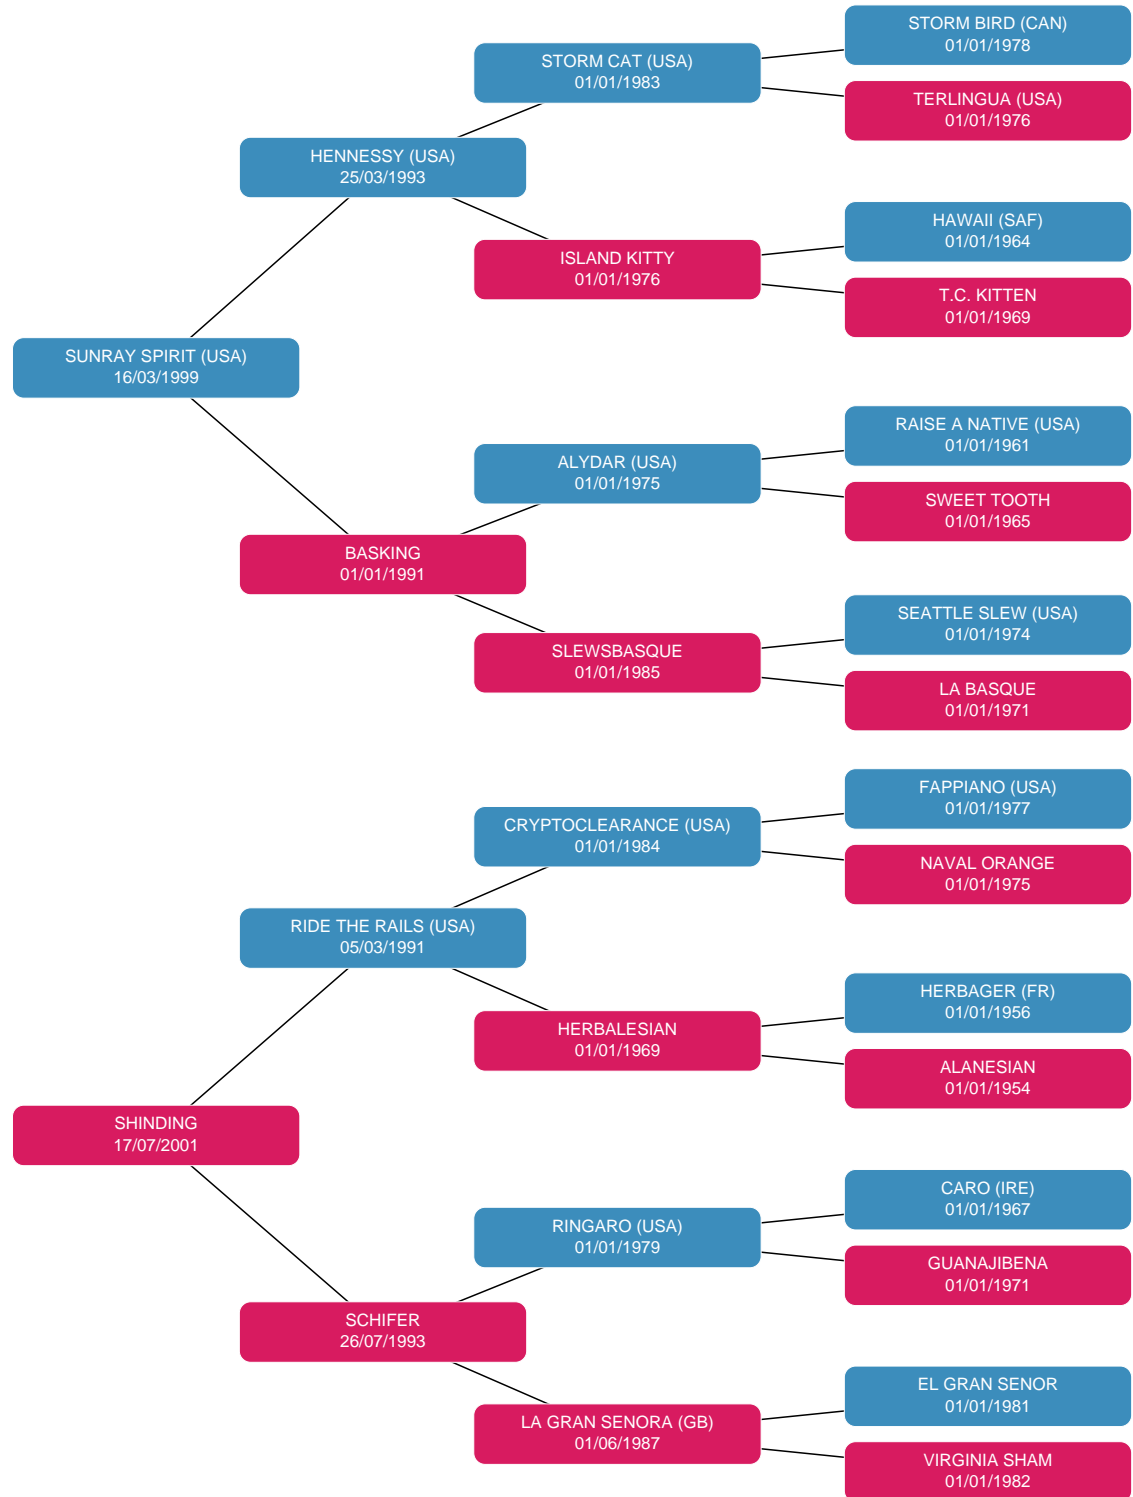 STORM BIRD (CAN)
01/01/1978
STORM CAT (USA)
01/01/1983
TERLINGUA (USA)
01/01/1976
HENNESSY (USA)
25/03/1993
HAWAII (SAF)
01/01/1964
ISLAND KITTY
01/01/1976
T.C. KITTEN
01/01/1969
SUNRAY SPIRIT (USA)
16/03/1999
RAISE A NATIVE (USA)
01/01/1961
ALYDAR (USA)
01/01/1975
SWEET TOOTH
01/01/1965
BASKING
01/01/1991
SEATTLE SLEW (USA)
01/01/1974
SLEWSBASQUE
01/01/1985
LA BASQUE
01/01/1971
FAPPIANO (USA)
01/01/1977
CRYPTOCLEARANCE (USA)
01/01/1984
NAVAL ORANGE
01/01/1975
RIDE THE RAILS (USA)
05/03/1991
HERBAGER (FR)
01/01/1956
HERBALESIAN
01/01/1969
ALANESIAN
01/01/1954
SHINDING
17/07/2001
CARO (IRE)
01/01/1967
RINGARO (USA)
01/01/1979
GUANAJIBENA
01/01/1971
SCHIFER
26/07/1993
EL GRAN SENOR
01/01/1981
LA GRAN SENORA (GB)
01/06/1987
VIRGINIA SHAM
01/01/1982